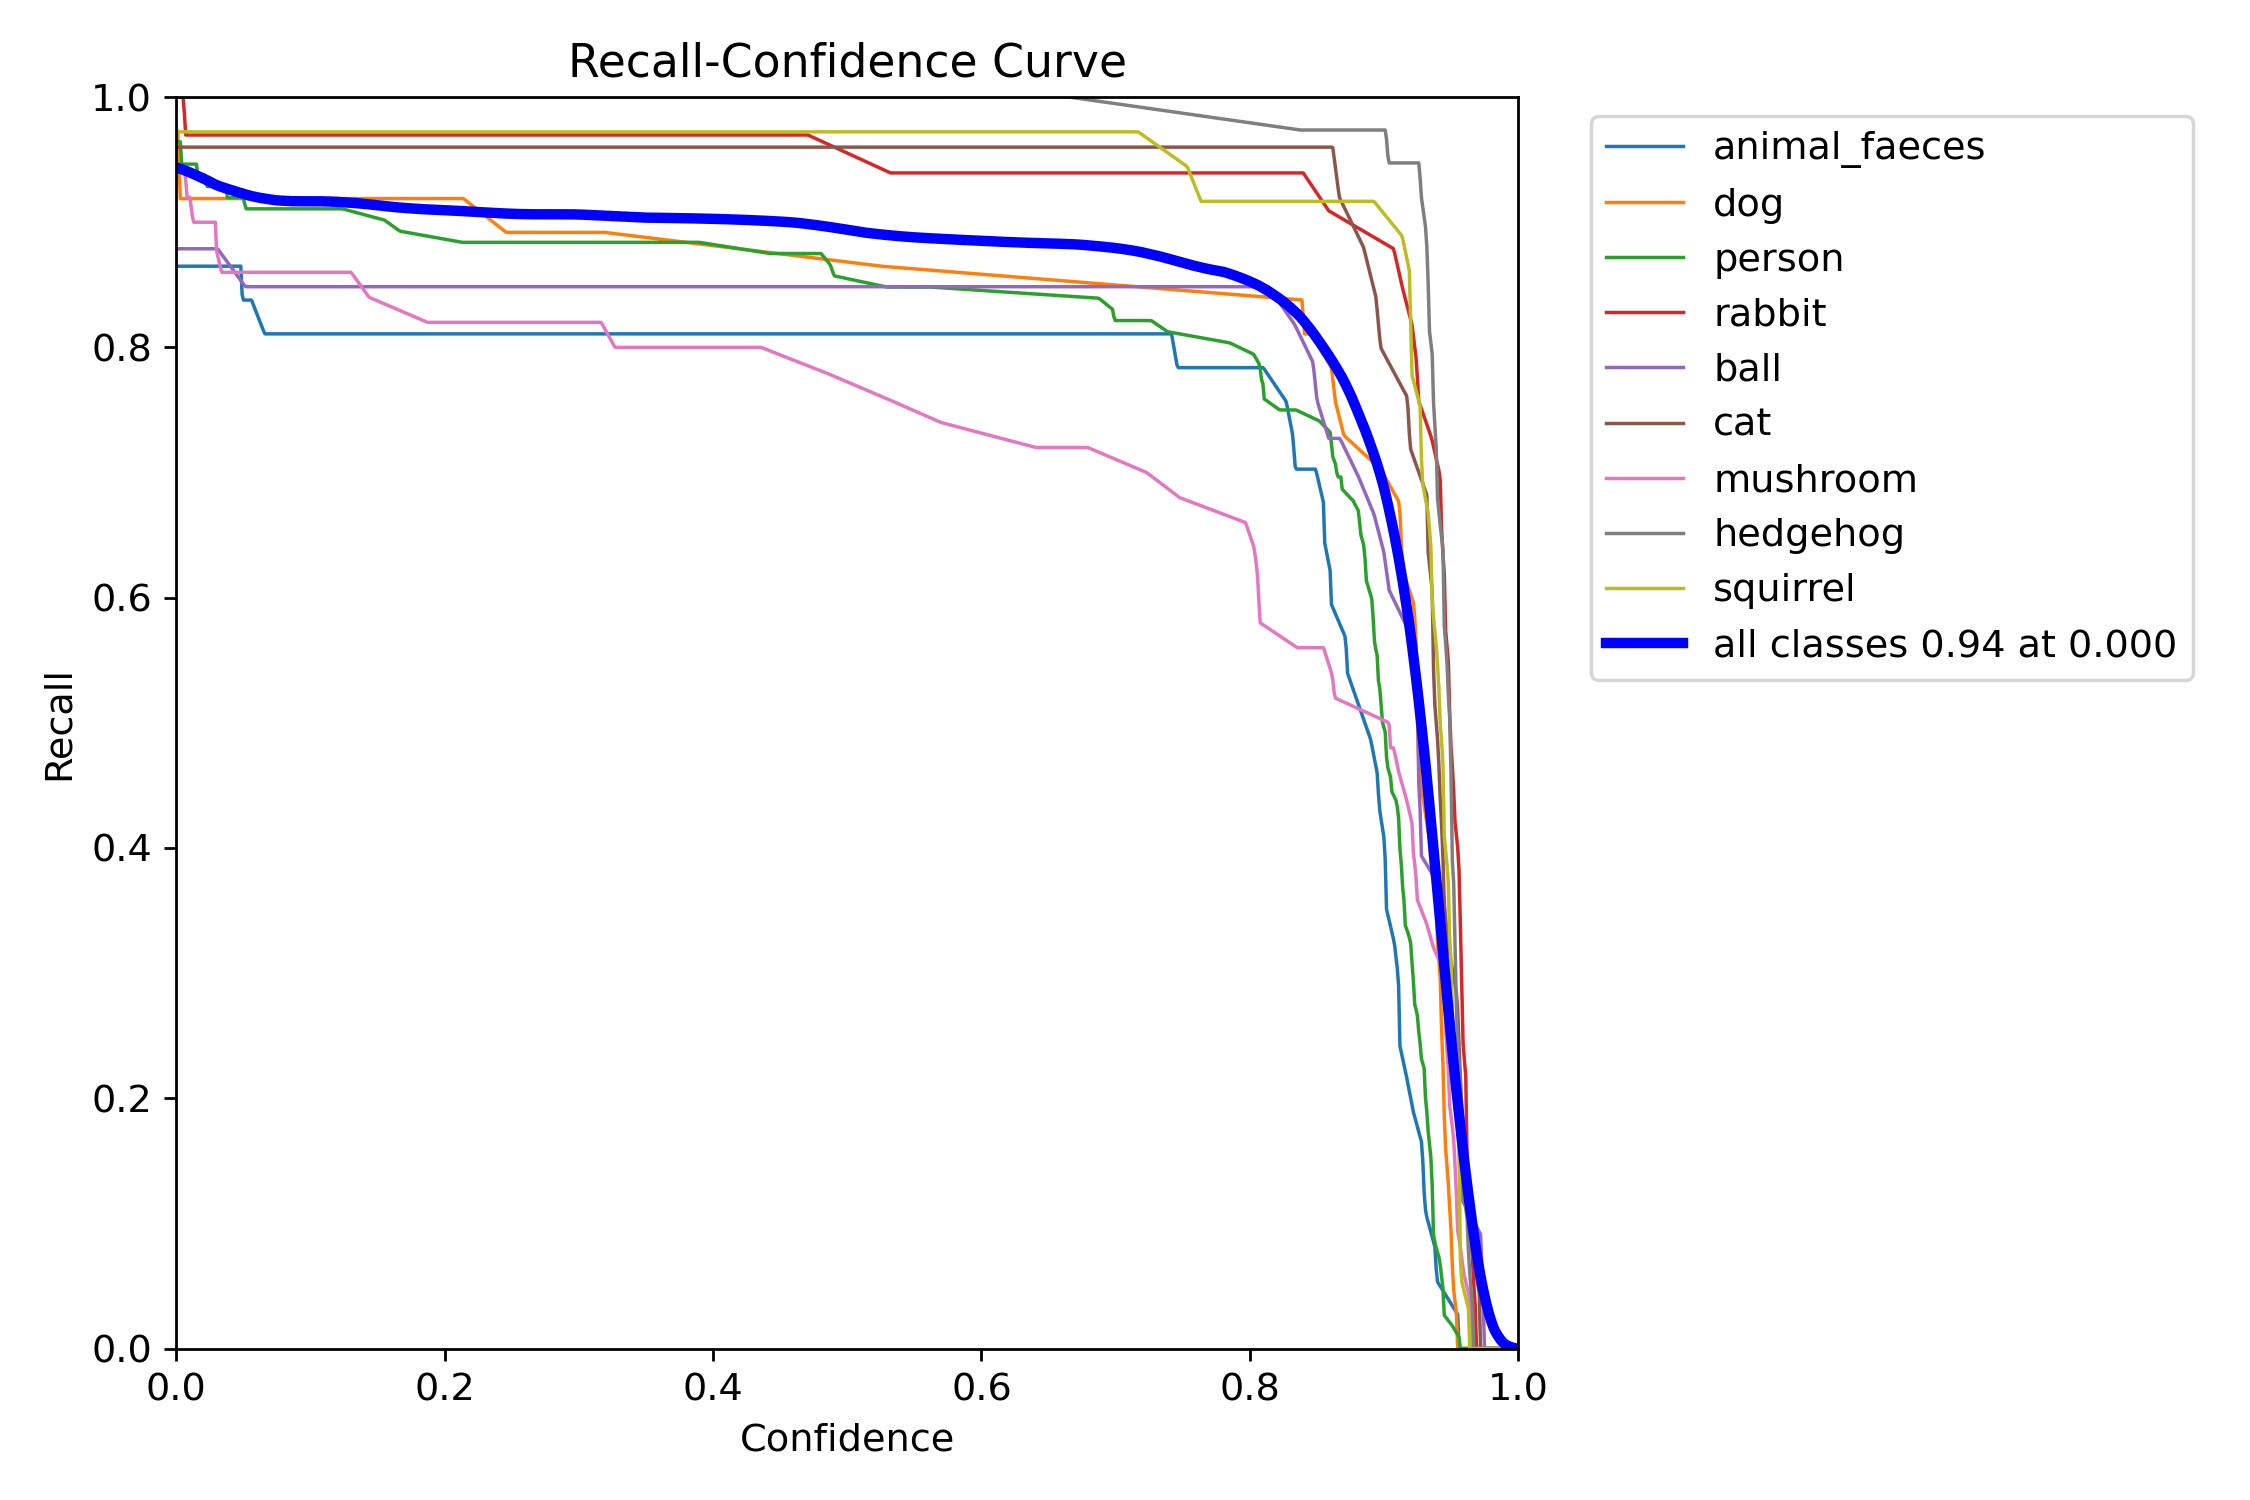 Recall-Confidence Curve
1.0
0.8
0.6
0.4
0.2
0.0
Recall
0.0 0.2 0.4 0.6 0.8 1.0
Confidence
animal_faeces
dog
person
rabbit
ball
cat
mushroom
hedgehog
squirrel
all classes 0.94 at 0.000